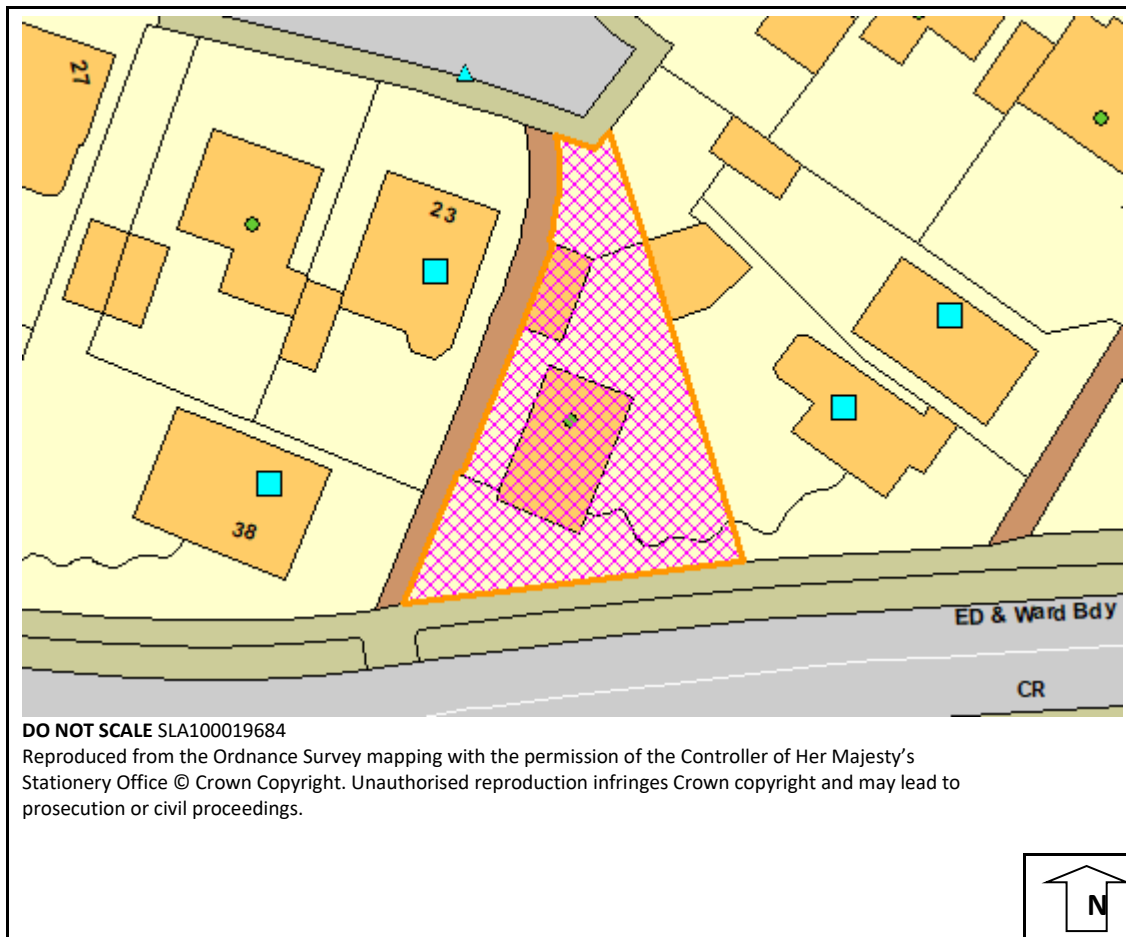 27
23
38
ED & Ward Bdy
CR
DO NOT SCALE SLA100019684
Reproduced from the Ordnance Survey mapping with the permission of the Controller of Her Majesty’s
Stationery Office © Crown Copyright. Unauthorised reproduction infringes Crown copyright and may lead to
prosecution or civil proceedings.
N